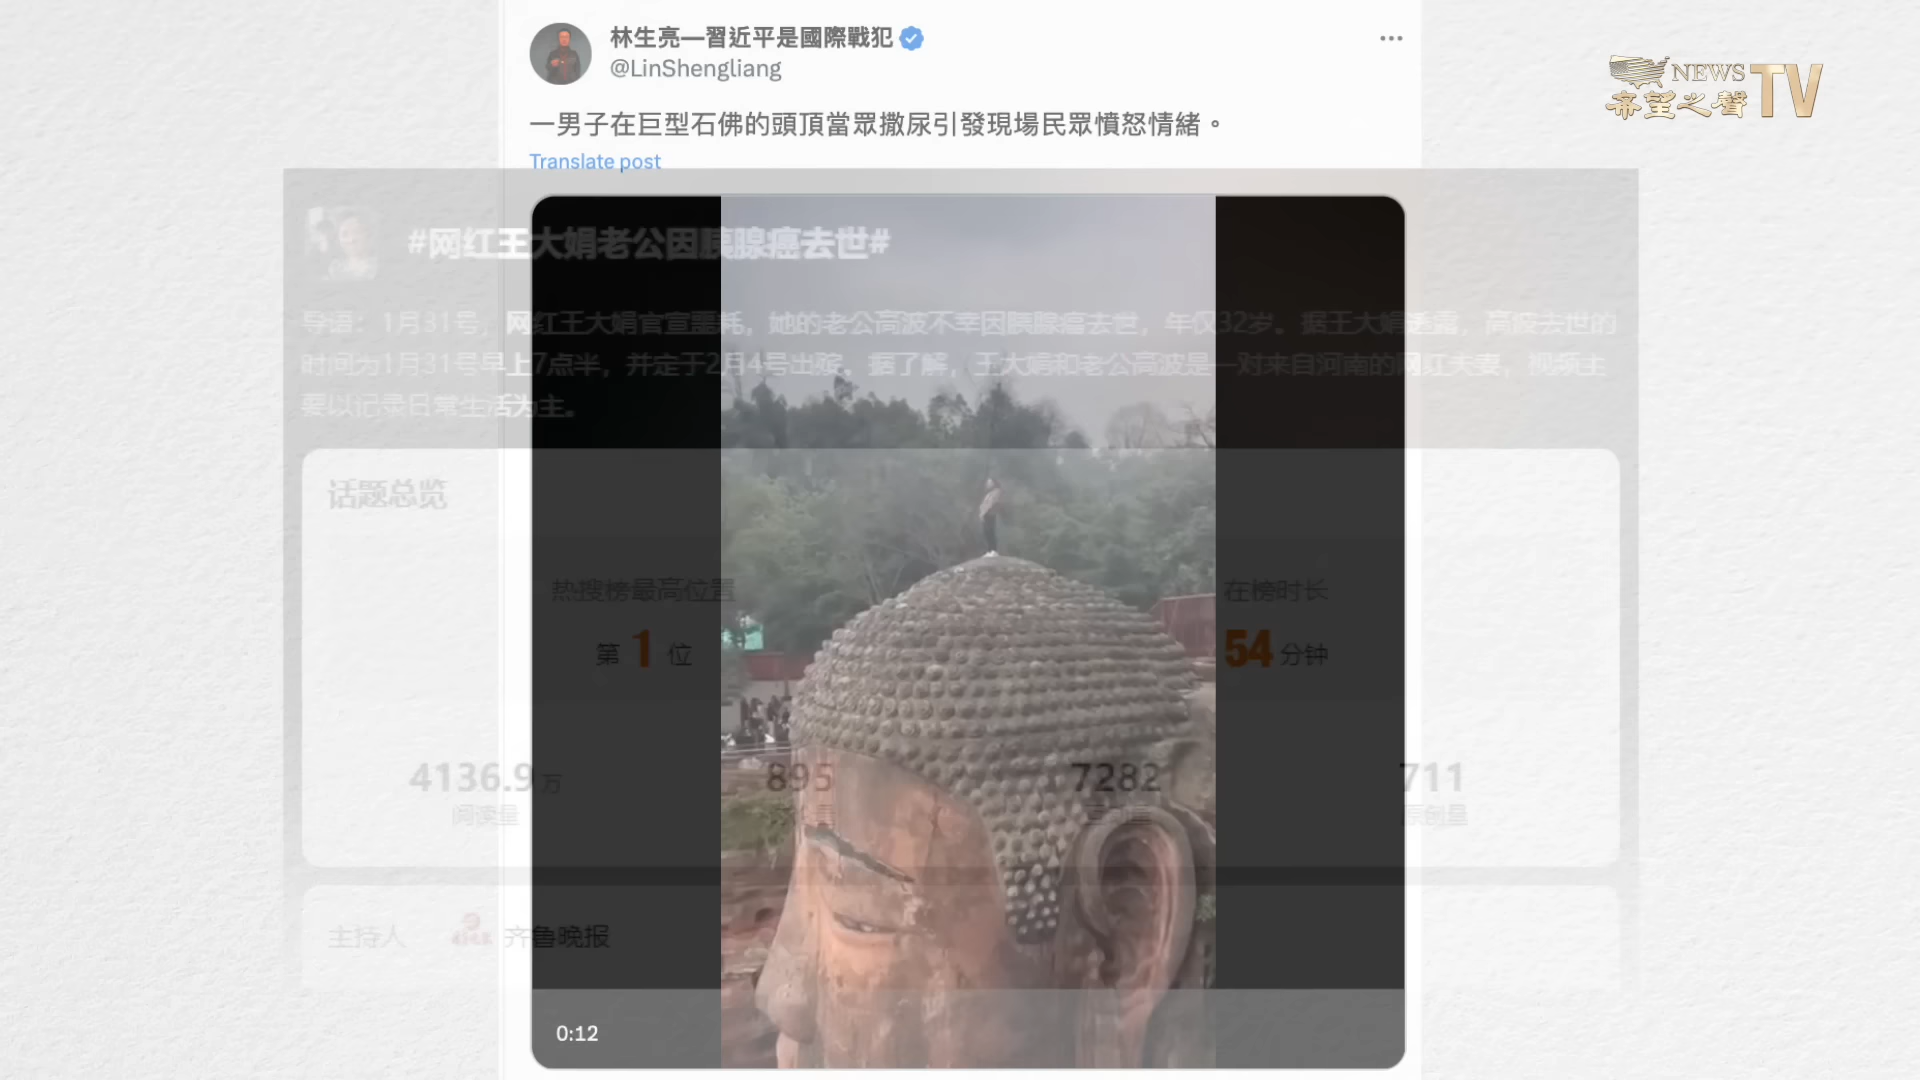 林生亮—習近平是國際戰犯
@LinShengliang
NEWS
希望之聲TV
一男子在巨型石佛的頭頂當眾撒尿引發現場民眾憤怒情緒。
Translate post
#网红王大娟老公因胰腺癌去世#
导语：1月31号，网红王大娟官宣噩耗，她的老公高波不幸因胰腺癌去世，年仅32岁。据王大娟透露，高波去世的
时间为1月31号早上7点半，并定于2月4号出殡。据了解，王大娟和老公高波是一对来自河南的网红夫妻，视频主
要以记录日常生活为主。
话题总览
热搜榜最高位置
在榜时长
第 1 位
54 分钟
4136.9万
895
7282
711
阅读量
原创量
主持人
齐鲁晚报
0:12